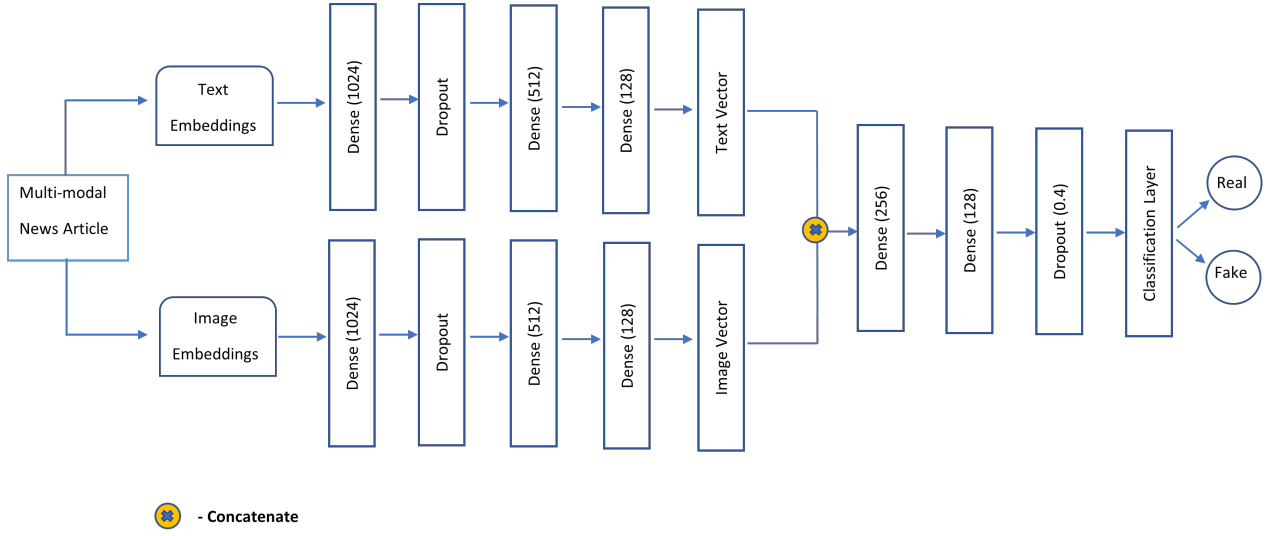 Multi-modal
News Article
Text
Embeddings
Dense (1024)
Dropout
Dense (512)
Dense (128)
Text Vector
Image
Embeddings
Dense (1024)
Dropout
Dense (512)
Dense (128)
Image Vector
Dense (256)
Dense (128)
Dropout (0.4)
Classification Layer
Real
Fake
- Concatenate